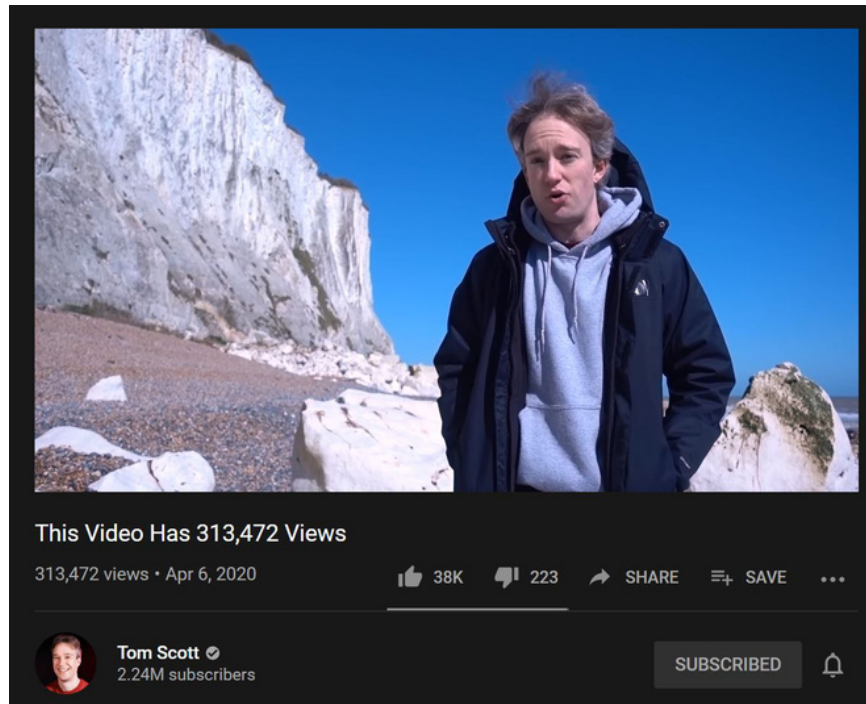 This Video Has 313,472 Views
313,472 views • Apr 6, 2020
38K
223
SHARE
SAVE
Tom Scott
2.24M subscribers
SUBSCRIBED